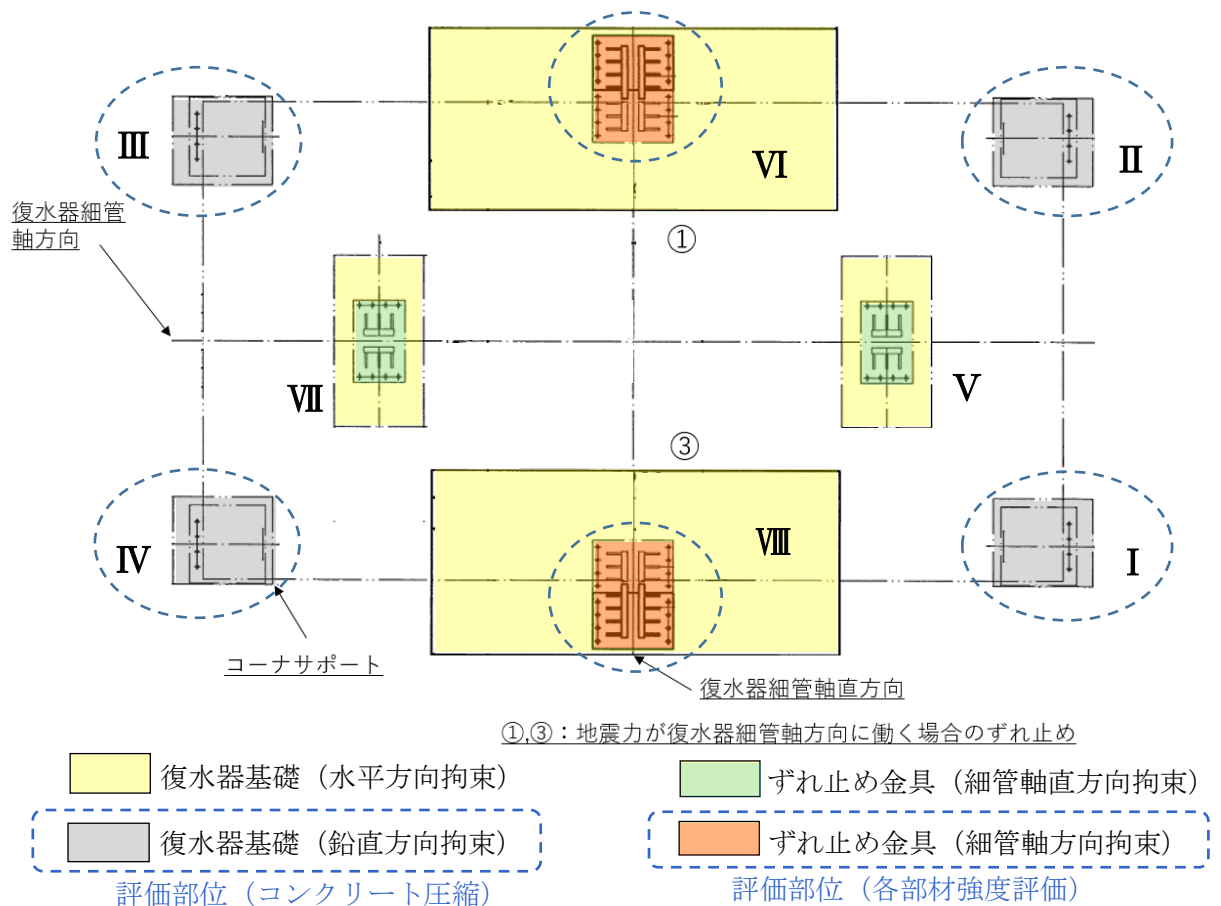 Ⅲ
Ⅱ
Ⅵ
復水器細管
軸方向
①
Ⅶ
Ⅴ
③
Ⅳ
Ⅷ
Ⅰ
コーナサポート
復水器細管軸直方向
①,③：地震力が復水器細管軸方向に働く場合のずれ止め
復水器基礎（水平方向拘束）
ずれ止め金具（細管軸直方向拘束）
復水器基礎（鉛直方向拘束）
ずれ止め金具（細管軸方向拘束）
評価部位（コンクリート圧縮）
評価部位（各部材強度評価）